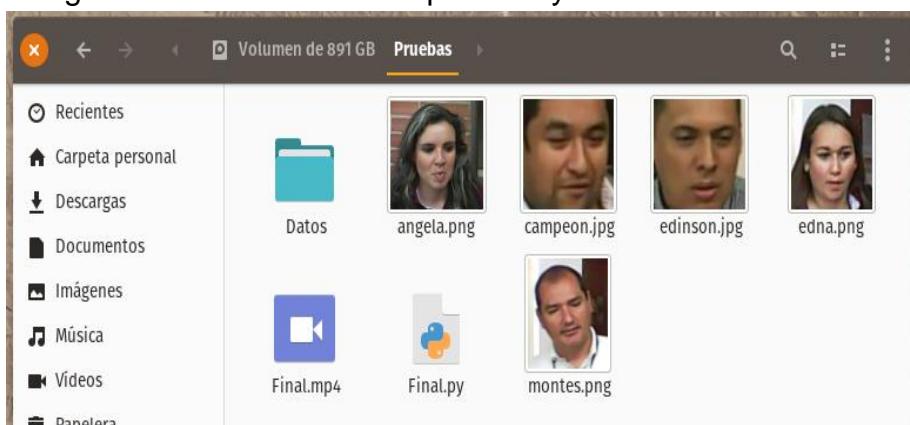 Volumen de 891 GB Pruebas
Recientes
Carpeta personal
Descargas
Documentos
Imágenes
Música
Vídeos
Papelera
Datos
angela.png
campeon.jpg
edinson.jpg
edna.png
Final.mp4
Final.py
montes.png